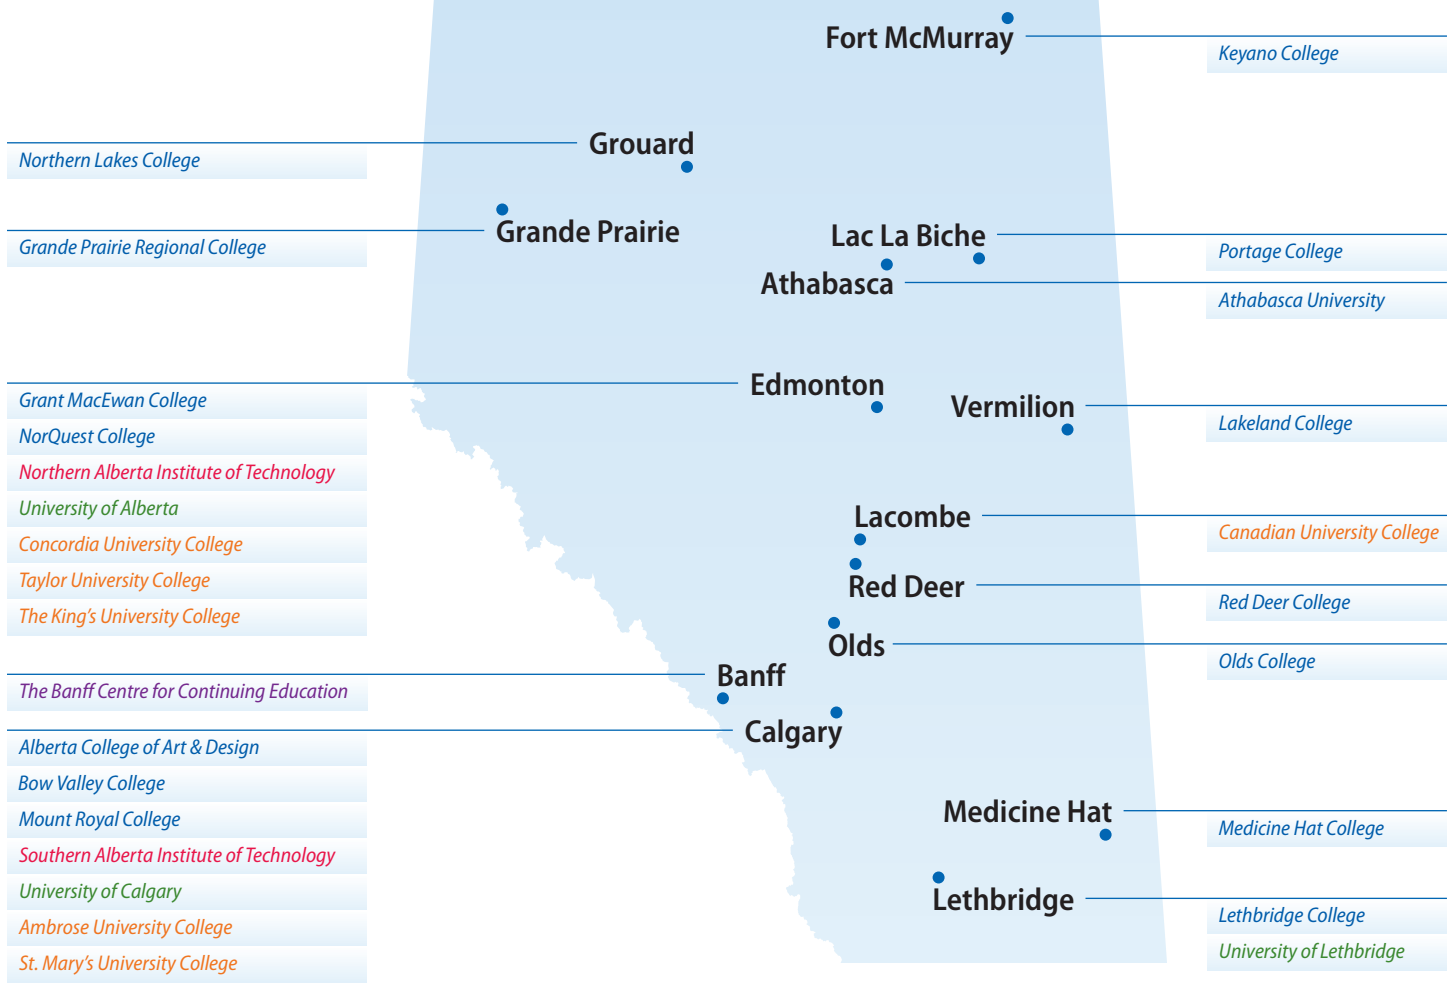 Fort McMurray
Keyano College
Grouard
Northern Lakes College
Grande Prairie
Grande Prairie Regional College
Lac La Biche
Portage College
Athabasca
Athabasca University
Edmonton
Grant MacEwan College
NorQuest College
Northern Alberta Institute of Technology
University of Alberta
Concordia University College
Taylor University College
The King's University College
Vermilion
Lakeland College
Lacombe
Canadian University College
Red Deer
Red Deer College
Olds
Olds College
Banff
The Banff Centre for Continuing Education
Calgary
Alberta College of Art & Design
Bow Valley College
Mount Royal College
Southern Alberta Institute of Technology
University of Calgary
Ambrose University College
St. Mary's University College
Medicine Hat
Medicine Hat College
Lethbridge
Lethbridge College
University of Lethbridge